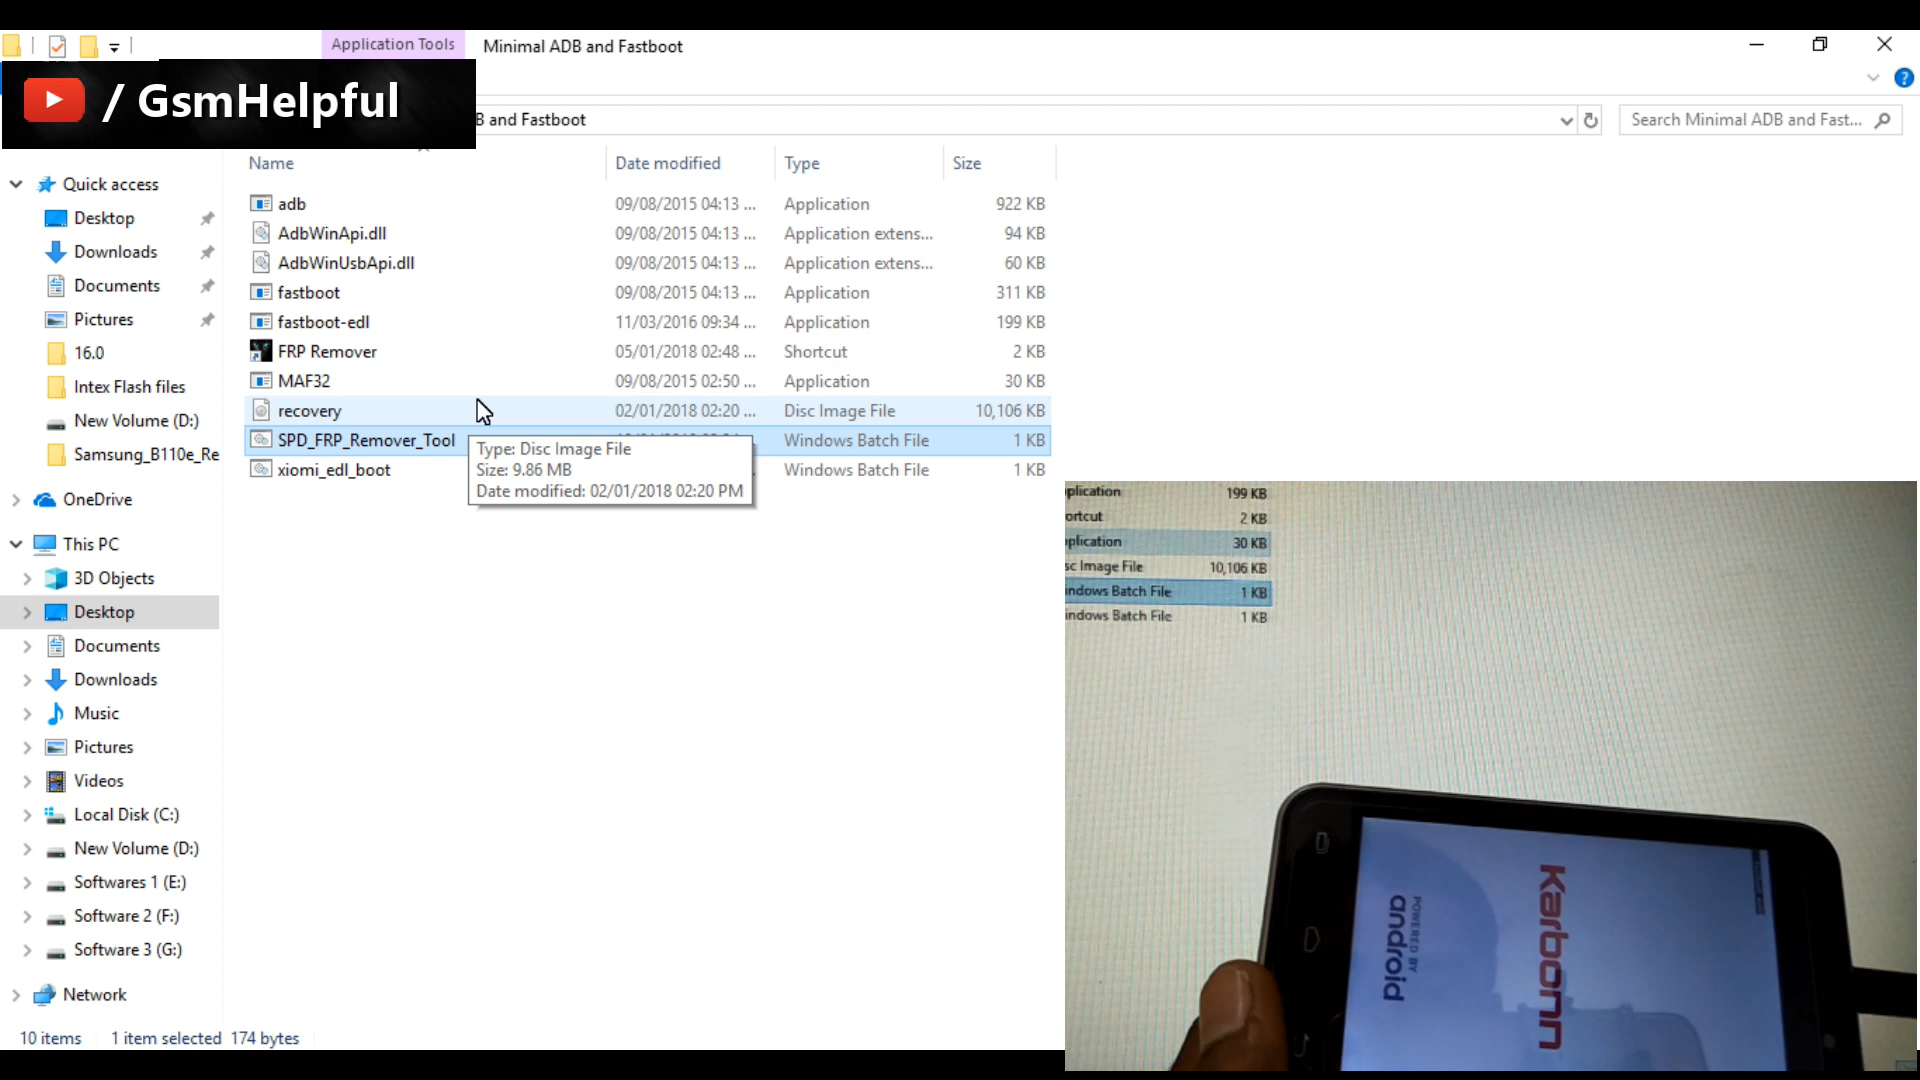 Application Tools
Minimal ADB and Fastboot
/ GsmHelpful
B and Fastboot
Search Minimal ADB and Fast...
Name
Date modified
Type
Size
Quick access
Desktop
Downloads
Documents
Pictures
16.0
Intex Flash files
New Volume (D:)
Samsung_B110e_Re
OneDrive
This PC
3D Objects
Desktop
Documents
Downloads
Music
Pictures
Videos
Local Disk (C:)
New Volume (D:)
Softwares 1 (E:)
Software 2 (F:)
Software 3 (G:)
Network
adb 09/08/2015 04:13 ... Application 922 KB
AdbWinApi.dll 09/08/2015 04:13 ... Application extens... 94 KB
AdbWinUsbApi.dll 09/08/2015 04:13 ... Application extens... 60 KB
fastboot 09/08/2015 04:13 ... Application 311 KB
fastboot-edl 11/03/2016 09:34 ... Application 199 KB
FRP Remover 05/01/2018 02:48 ... Shortcut 2 KB
MAF32 09/08/2015 02:50 ... Application 30 KB
recovery 02/01/2018 02:20 ... Disc Image File 10,106 KB
SPD_FRP_Remover_Tool Windows Batch File 1 KB
xiomi_edl_boot Windows Batch File 1 KB
Type: Disc Image File
Size: 9.86 MB
Date modified: 02/01/2018 02:20 PM
10 items 1 item selected 174 bytes
plication 199 KB
ortcut 2 KB
plication 30 KB
sc Image File 10,106 KB
indows Batch File 1 KB
indows Batch File 1 KB
Karbonn
POWERED BY
android